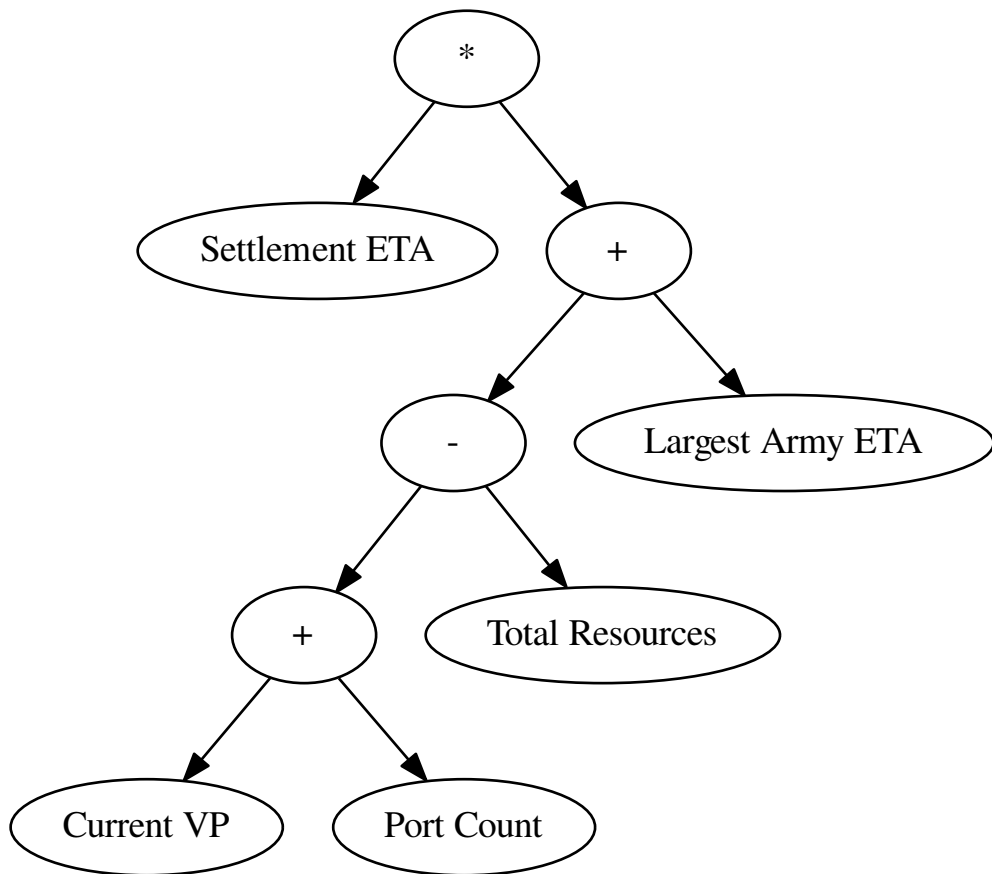 *
Settlement ETA
+
-
Largest Army ETA
+
Total Resources
Current VP
Port Count